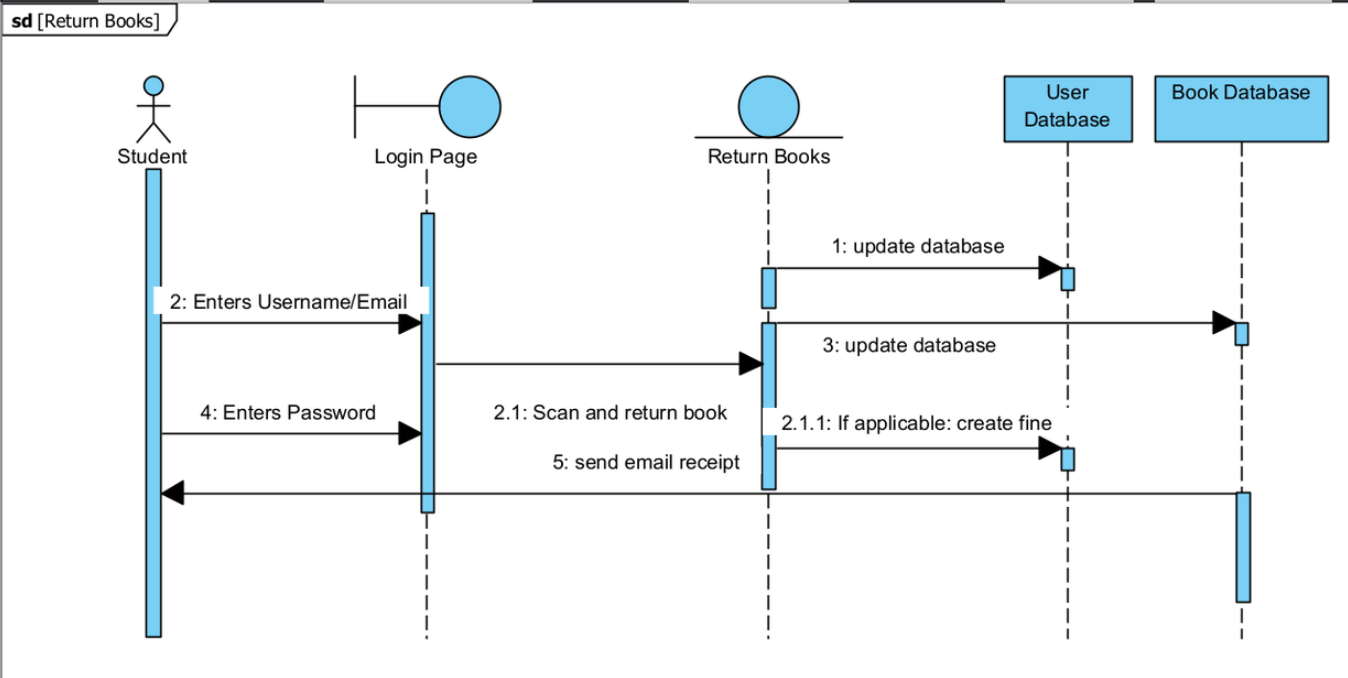 sd [Return Books]
Student
Login Page
Return Books
User
Database
Book Database
1: update database
2: Enters Username/Email
3: update database
4: Enters Password
2.1: Scan and return book
2.1.1: If applicable: create fine
5: send email receipt